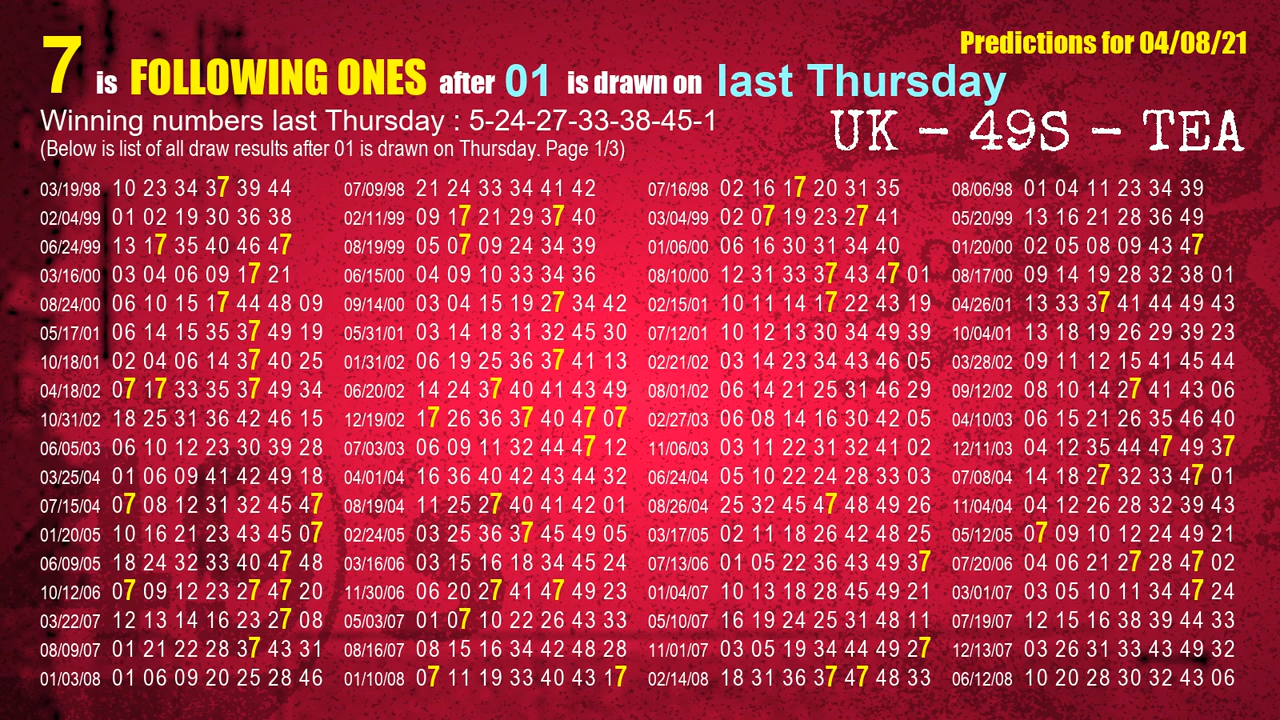 Predictions for 04/08/21
7 is FOLLOWING ONES after 01 is drawn on last Thursday
Winning numbers last Thursday : 5-24-27-33-38-45-1
UK - 49S - TEA
(Below is list of all draw results after 01 is drawn on Thursday. Page 1/3)
03/19/98 10 23 34 37 39 44 07/09/98 21 24 33 34 41 42 07/16/98 02 16 17 20 31 35 08/06/98 01 04 11 23 34 39
02/04/99 01 02 19 30 36 38 02/11/99 09 17 21 29 37 40 03/04/99 02 07 19 23 27 41 05/20/99 13 16 21 28 36 49
06/24/99 13 17 35 40 46 47 08/19/99 05 07 09 24 34 39 01/06/00 06 16 30 31 34 40 01/20/00 02 05 08 09 43 47
03/16/00 03 04 06 09 17 21 06/15/00 04 09 10 33 34 36 08/10/00 12 31 33 37 43 47 01 08/17/00 09 14 19 28 32 38 01
08/24/00 06 10 15 17 44 48 09 09/14/00 03 04 15 19 27 34 42 02/15/01 10 11 14 17 22 43 19 04/26/01 13 33 37 41 44 49 43
05/17/01 06 14 15 35 37 49 19 05/31/01 03 14 18 31 32 45 30 07/12/01 10 12 13 30 34 49 39 10/04/01 13 18 19 26 29 39 23
10/18/01 02 04 06 14 37 40 25 01/31/02 06 19 25 36 37 41 13 02/21/02 03 14 23 34 43 46 05 03/28/02 09 11 12 15 41 45 44
04/18/02 07 17 33 35 37 49 34 06/20/02 14 24 37 40 41 43 49 08/01/02 06 14 21 25 31 46 29 09/12/02 08 10 14 27 41 43 06
10/31/02 18 25 31 36 42 46 15 12/19/02 17 26 36 37 40 47 07 02/27/03 06 08 14 16 30 42 05 04/10/03 06 15 21 26 35 46 40
06/05/03 06 10 12 23 30 39 28 07/03/03 06 09 11 32 44 47 12 11/06/03 03 11 22 31 32 41 02 12/11/03 04 12 35 44 47 49 37
03/25/04 01 06 09 41 42 49 18 04/01/04 16 36 40 42 43 44 32 06/24/04 05 10 22 24 28 33 03 07/08/04 14 18 27 32 33 47 01
07/15/04 07 08 12 31 32 45 47 08/19/04 11 25 27 40 41 42 01 08/26/04 25 32 45 47 48 49 26 11/04/04 04 12 26 28 32 39 43
01/20/05 10 16 21 23 43 45 07 02/24/05 03 25 36 37 45 49 05 03/17/05 02 11 18 26 42 48 25 05/12/05 07 09 10 12 24 49 21
06/09/05 18 24 32 33 40 47 48 03/16/06 03 15 16 18 34 45 24 07/13/06 01 05 22 36 43 49 37 07/20/06 04 06 21 27 28 47 02
10/12/06 07 09 12 23 27 47 20 11/30/06 06 20 27 41 47 49 23 01/04/07 10 13 18 28 45 49 21 03/01/07 03 05 10 11 34 47 24
03/22/07 12 13 14 16 23 27 08 05/03/07 01 07 10 22 26 43 33 05/10/07 16 19 24 25 31 48 11 07/19/07 12 15 16 38 39 44 33
08/09/07 01 21 22 28 37 43 31 08/16/07 08 15 16 34 42 48 28 11/01/07 03 05 19 34 44 49 27 12/13/07 03 26 31 33 43 49 32
01/03/08 01 06 09 20 25 28 46 01/10/08 07 11 19 33 40 43 17 02/14/08 18 31 36 37 47 48 33 06/12/08 10 20 28 30 32 43 06